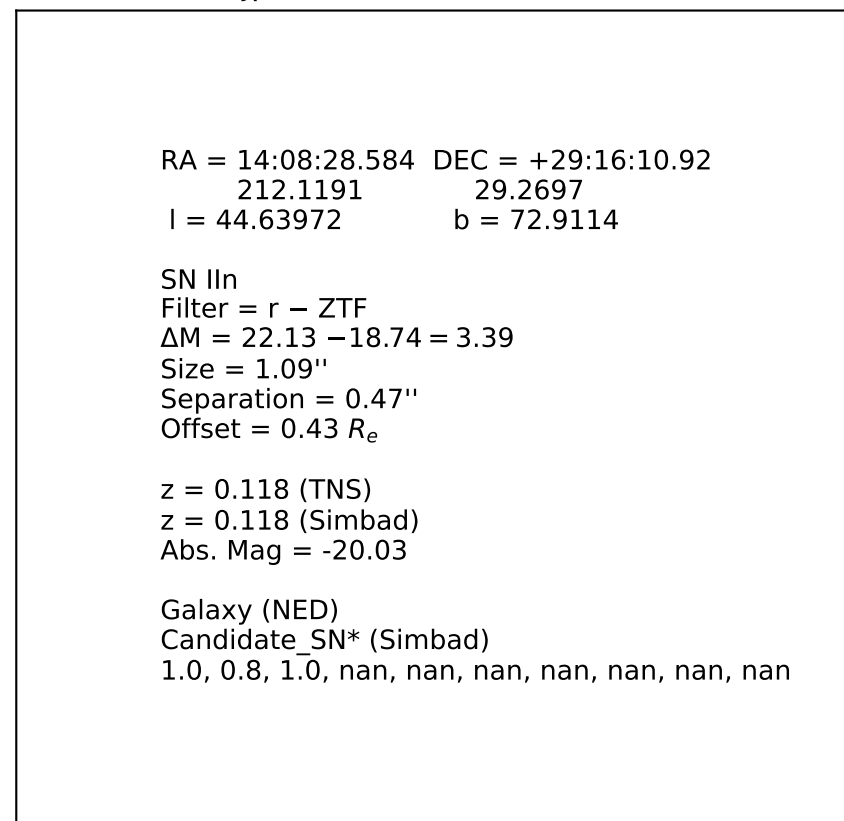 RA = 14:08:28.584 DEC = +29:16:10.92
212.1191 29.2697
l = 44.63972 b = 72.9114
SN IIn
Filter = r − ZTF
ΔM = 22.13 −18.74 = 3.39
Size = 1.09''
Separation = 0.47''
Offset = 0.43 Rₑ
z = 0.118 (TNS)
z = 0.118 (Simbad)
Abs. Mag = -20.03
Galaxy (NED)
Candidate_SN* (Simbad)
1.0, 0.8, 1.0, nan, nan, nan, nan, nan, nan, nan